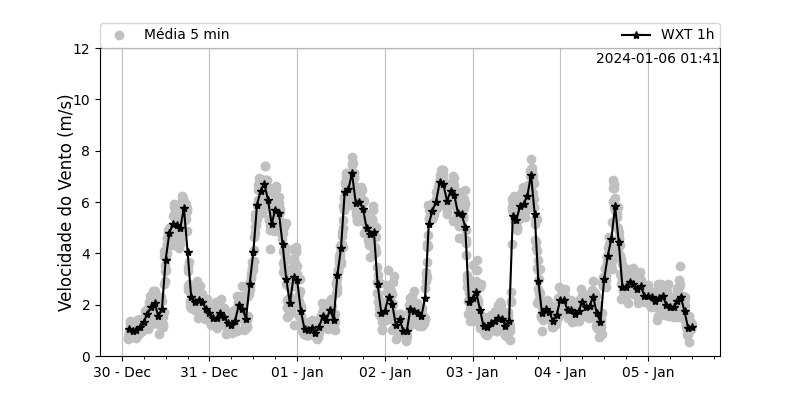 Média 5 min
WXT 1h
2024-01-06 01:41
Velocidade do Vento (m/s)
12
10
8
6
4
2
0
30 - Dec
31 - Dec
01 - Jan
02 - Jan
03 - Jan
04 - Jan
05 - Jan